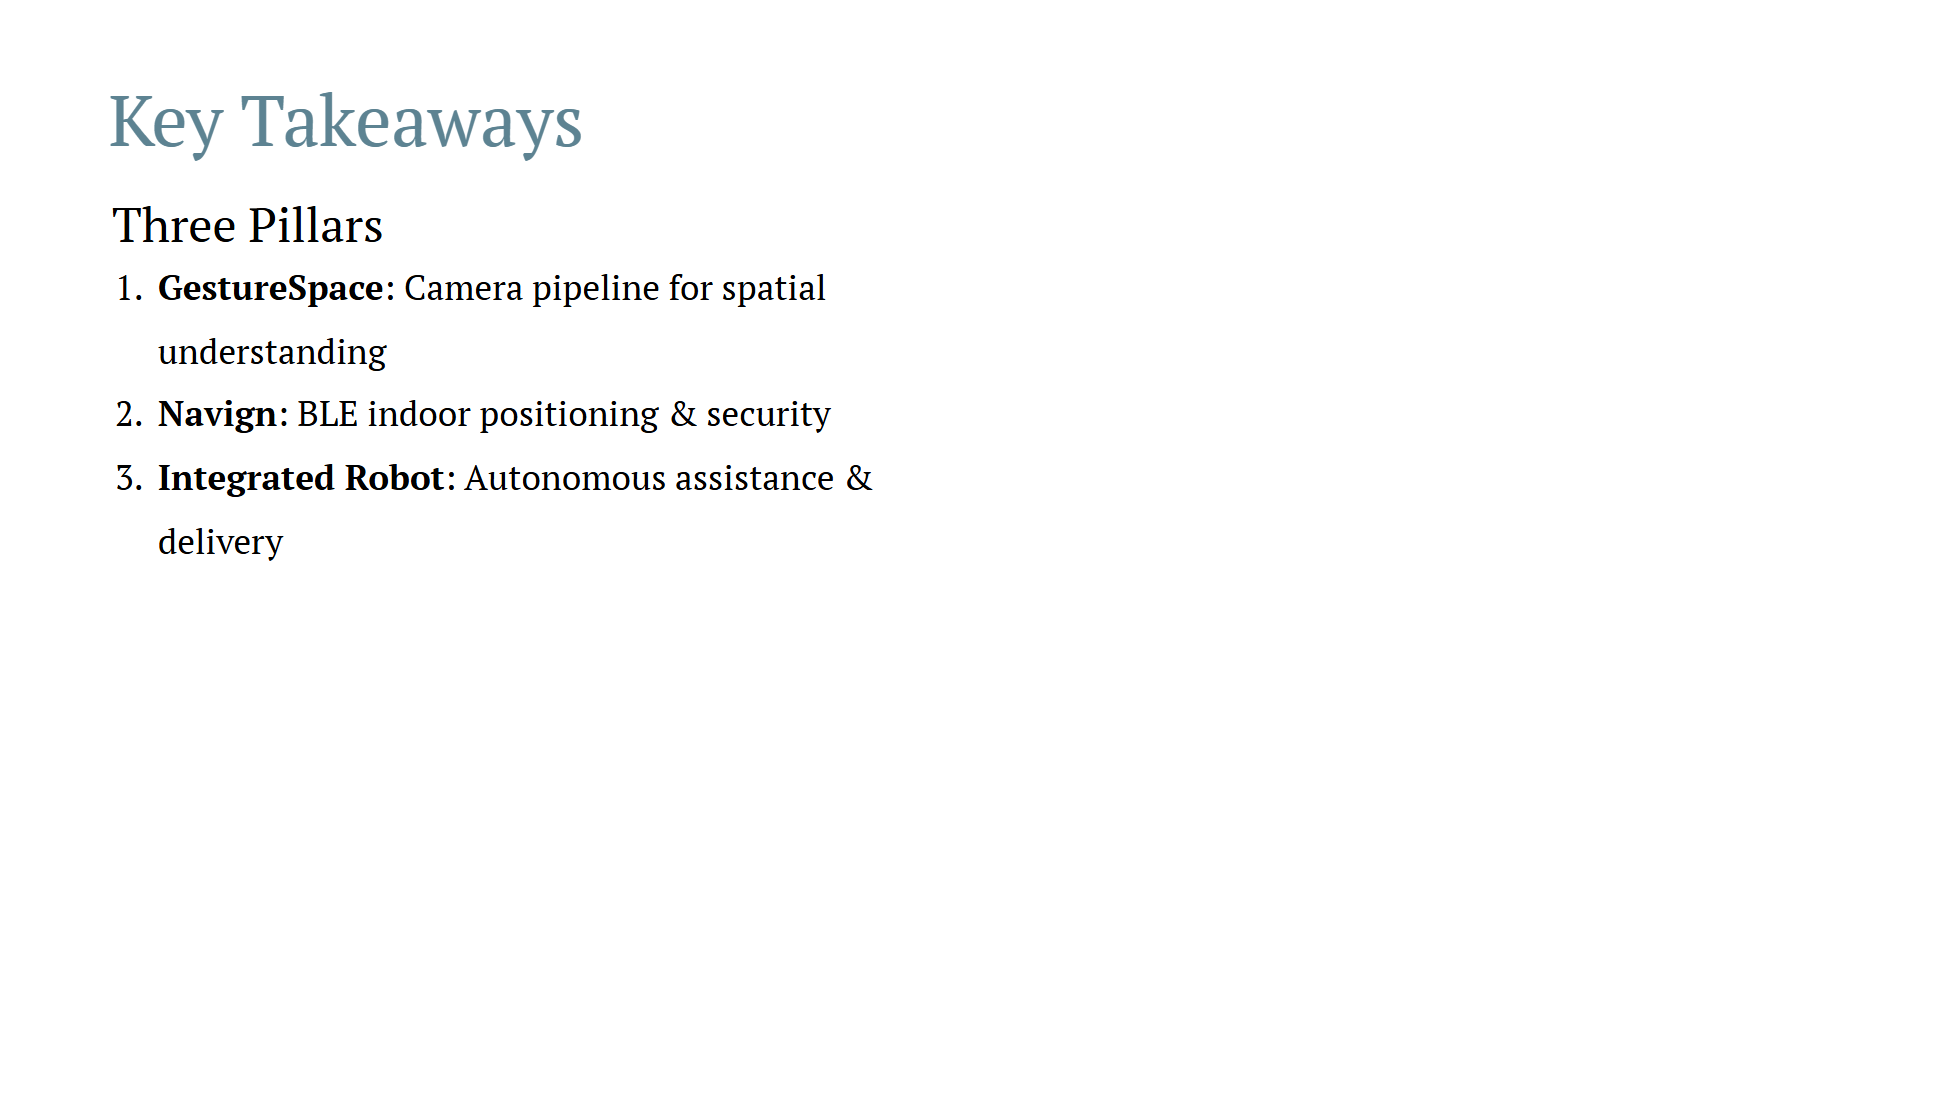 Key Takeaways
Three Pillars
1. GestureSpace: Camera pipeline for spatial
understanding
2. Navign: BLE indoor positioning & security
3. Integrated Robot: Autonomous assistance &
delivery